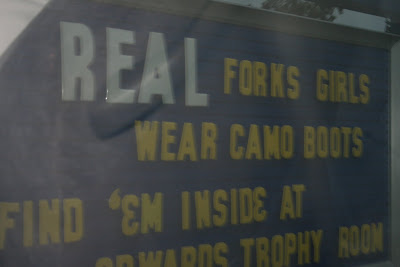 REAL FORKS GIRLS
WEAR CAMO BOOTS
FIND 'EM INSIDE AT
TROPHY ROOM